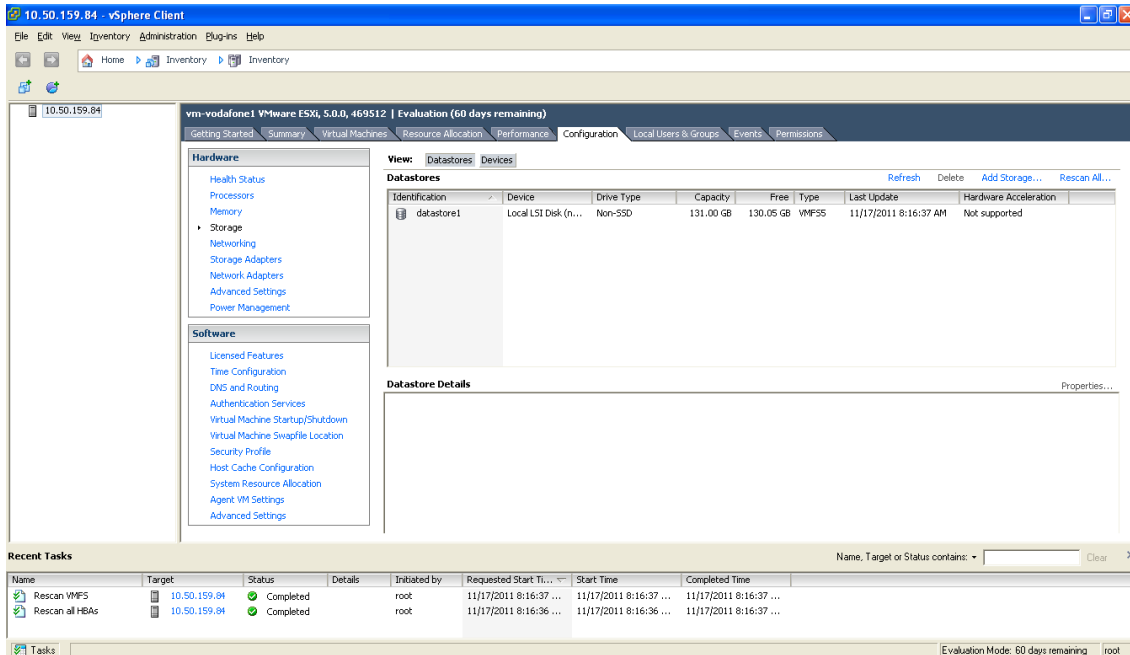 10.50.159.84 - vSphere Client
File Edit View Inventory Administration Plug-ins Help
Home Inventory Inventory
10.50.159.84
vm-vodafone1 VMware ESXi, 5.0.0, 469512 | Evaluation (60 days remaining)
Getting Started Summary Virtual Machines Resource Allocation Performance Configuration Local Users & Groups Events Permissions
Hardware
Health Status
Processors
Memory
Storage
Networking
Storage Adapters
Network Adapters
Advanced Settings
Power Management
Software
Licensed Features
Time Configuration
DNS and Routing
Authentication Services
Virtual Machine Startup/Shutdown
Virtual Machine Swapfile Location
Security Profile
Host Cache Configuration
System Resource Allocation
Agent VM Settings
Advanced Settings
View: Datastores Devices
Datastores Refresh Delete Add Storage... Rescan All...
Identification Device Drive Type Capacity Free Type Last Update Hardware Acceleration
datastore1 Local LSI Disk (n... Non-SSD 131.00 GB 130.05 GB VMFS5 11/17/2011 8:16:37 AM Not supported
Datastore Details Properties...
Recent Tasks Name, Target or Status contains: Clear
Name Target Status Details Initiated by Requested Start Ti... Start Time Completed Time
Rescan VMFS 10.50.159.84 Completed root 11/17/2011 8:16:37 ... 11/17/2011 8:16:37 ... 11/17/2011 8:16:37 ...
Rescan all HBAs 10.50.159.84 Completed root 11/17/2011 8:16:36 ... 11/17/2011 8:16:36 ... 11/17/2011 8:16:37 ...
Tasks Evaluation Mode: 60 days remaining root